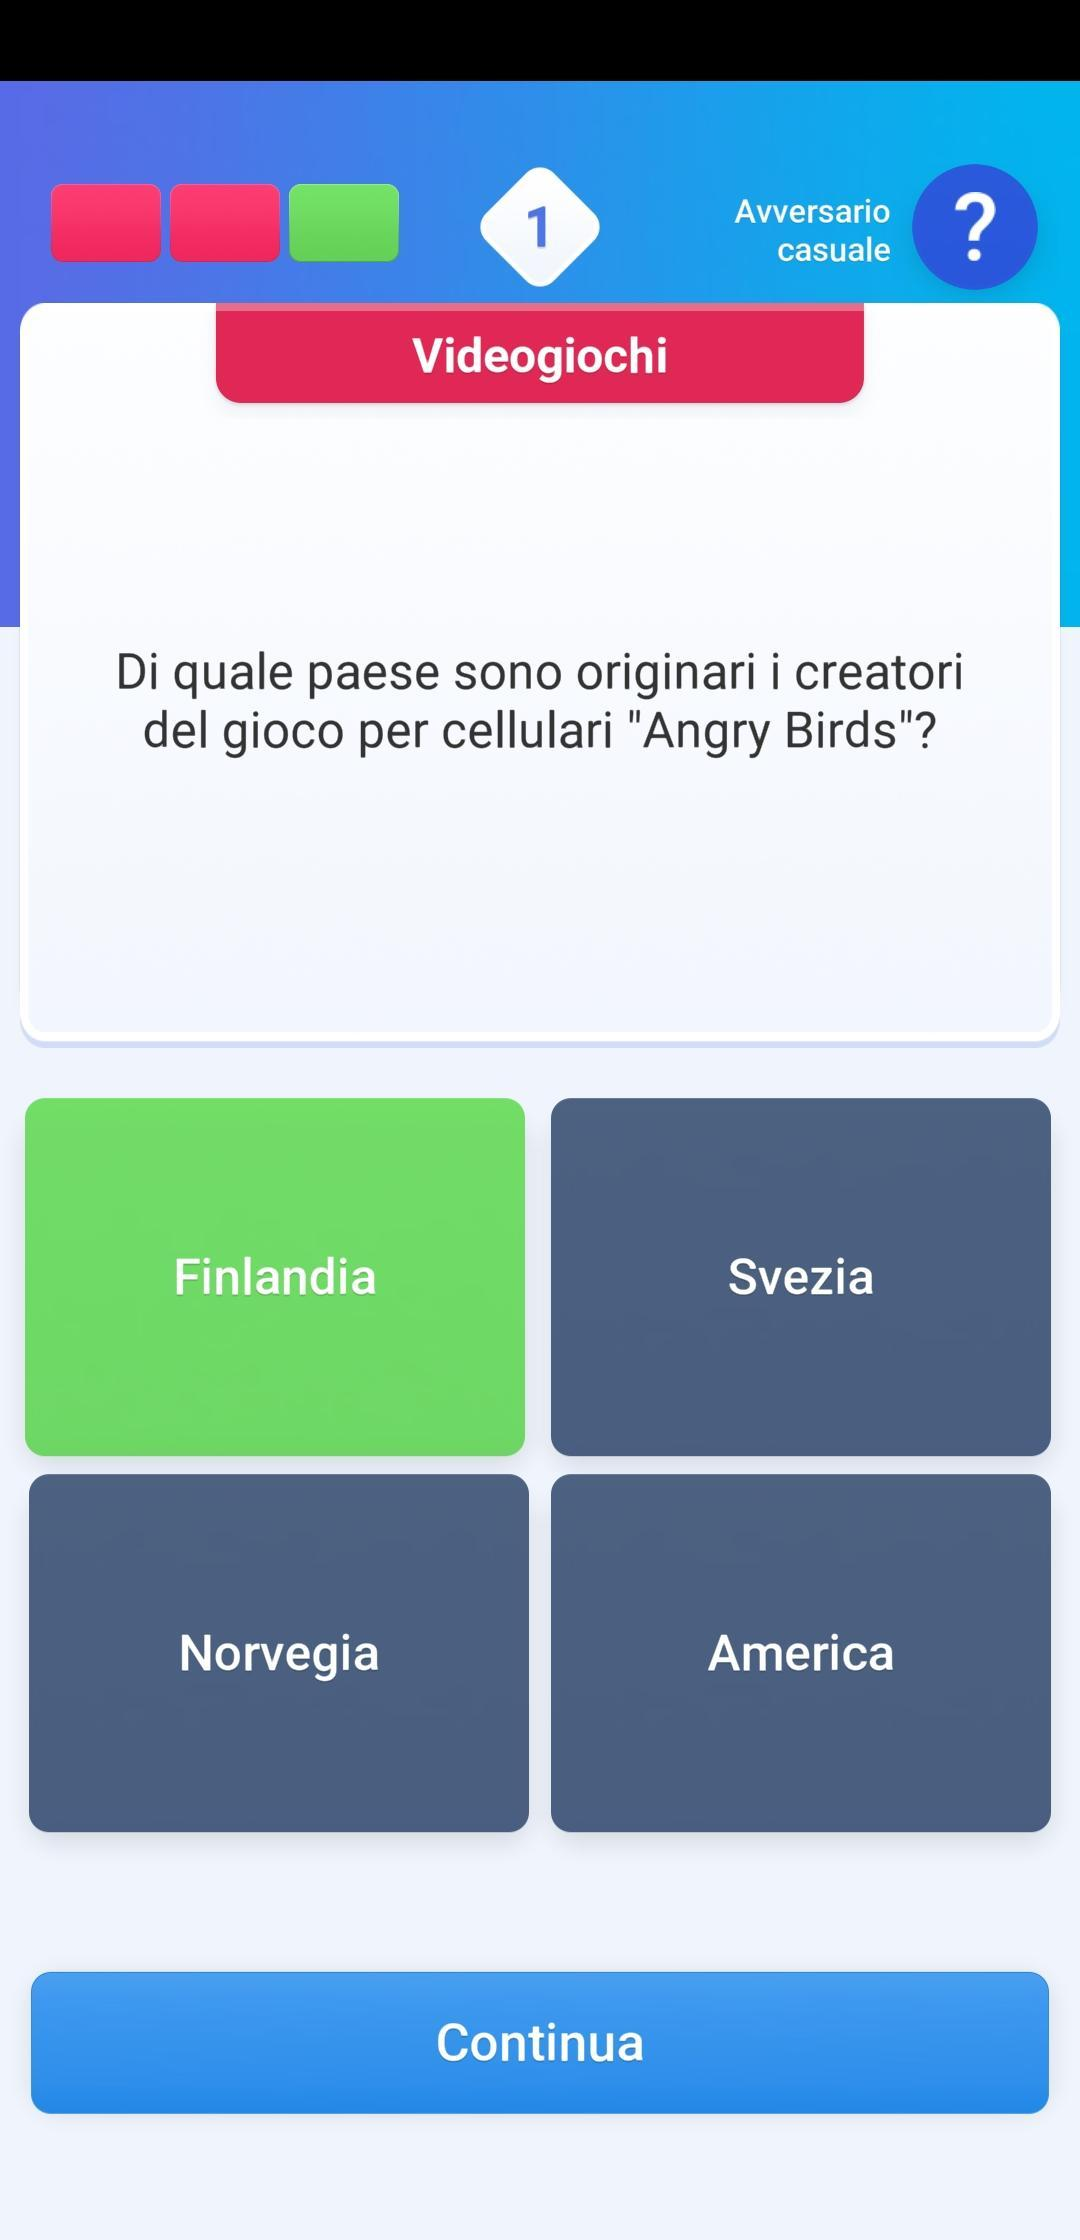 1
Avversario
casuale
?
Videogiochi
Di quale paese sono originari i creatori
del gioco per cellulari "Angry Birds"?
Finlandia
Svezia
Norvegia
America
Continua